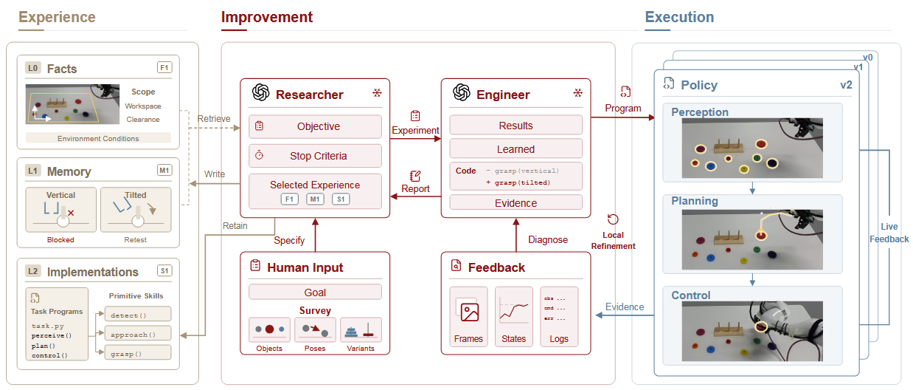 Experience
L0 Facts F1
Scope
Workspace
Clearance
Environment Conditions
L1 Memory M1
Vertical
Tilted
Blocked
Retest
L2 Implementations S1
Task Programs
task.py
perceive()
plan()
control()
Primitive Skills
detect()
approach()
grasp()
Retrieve
Write
Retain
Improvement
Researcher
Objective
Stop Criteria
Selected Experience
F1 M1 S1
Experiment
Report
Engineer
Results
Learned
Code
- grasp(vertical)
+ grasp(tilted)
Evidence
Specify
Diagnose
Local
Refinement
Human Input
Goal
Survey
Objects
Poses
Variants
Feedback
Frames
States
Logs
Program
Evidence
Execution
v0
v1
Policy v2
Perception
Planning
Control
Live
Feedback